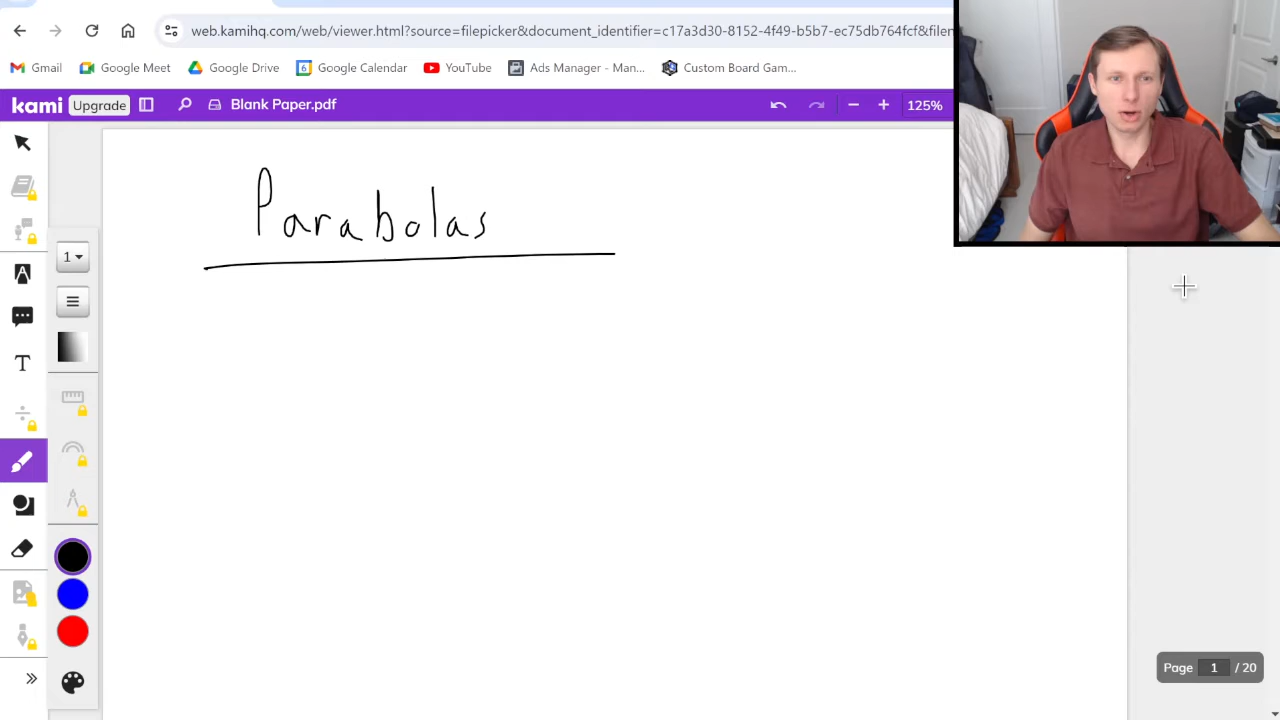 web.kamihq.com/web/viewer.html?source=filepicker&document_identifier=c17a3d30-8152-4f49-b5b7-ec75db764fcf&filen
Gmail Google Meet Google Drive 6 Google Calendar YouTube Ads Manager - Man... Custom Board Gam...
kami Upgrade Blank Paper.pdf 125%
Parabolas
1
T
Page 1 / 20